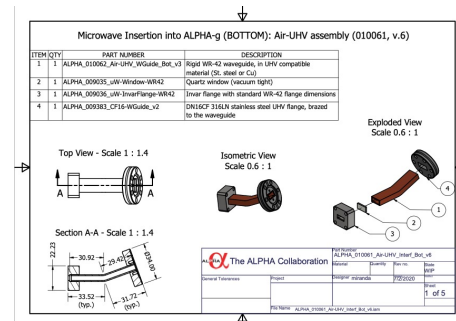 Microwave Insertion into ALPHA-g (BOTTOM): Air-UHV assembly (010061, v.6)
ITEM QTY PART NUMBER DESCRIPTION
1 1 ALPHA_010062_Air-UHV_WGuide_Bot_v3 Rigid WR-42 waveguide, in UHV compatible
material (St. steel or Cu)
2 1 ALPHA_009035_uW-Window-WR42 Quartz window (vacuum tight)
3 1 ALPHA_009036_uW-InvarFlange-WR42 Invar flange with standard WR-42 flange dimensions
4 1 ALPHA_009383_CF16-WGuide_v2 DN16CF 316LN stainless steel UHV flange, brazed
to the waveguide
Exploded View
Scale 0.6 : 1
Top View - Scale 1 : 1.4
Isometric View
Scale 0.6 : 1
A A
4
1
2
3
Section A-A - Scale 1 : 1.4
22.23
30.92
29.42
Ø34.00
33.52
(typ.)
31.72
(typ.)
ALPHA The ALPHA Collaboration
Part Number
ALPHA_010061_Air-UHV_Interf_Bot_v6
Material Quantity Rev no State
WIP
General Tolerances Project Designer miranda 7/2/2020
Sheet
1 of 5
File Name ALPHA_010061_Air-UHV_Interf_Bot_v6.iam